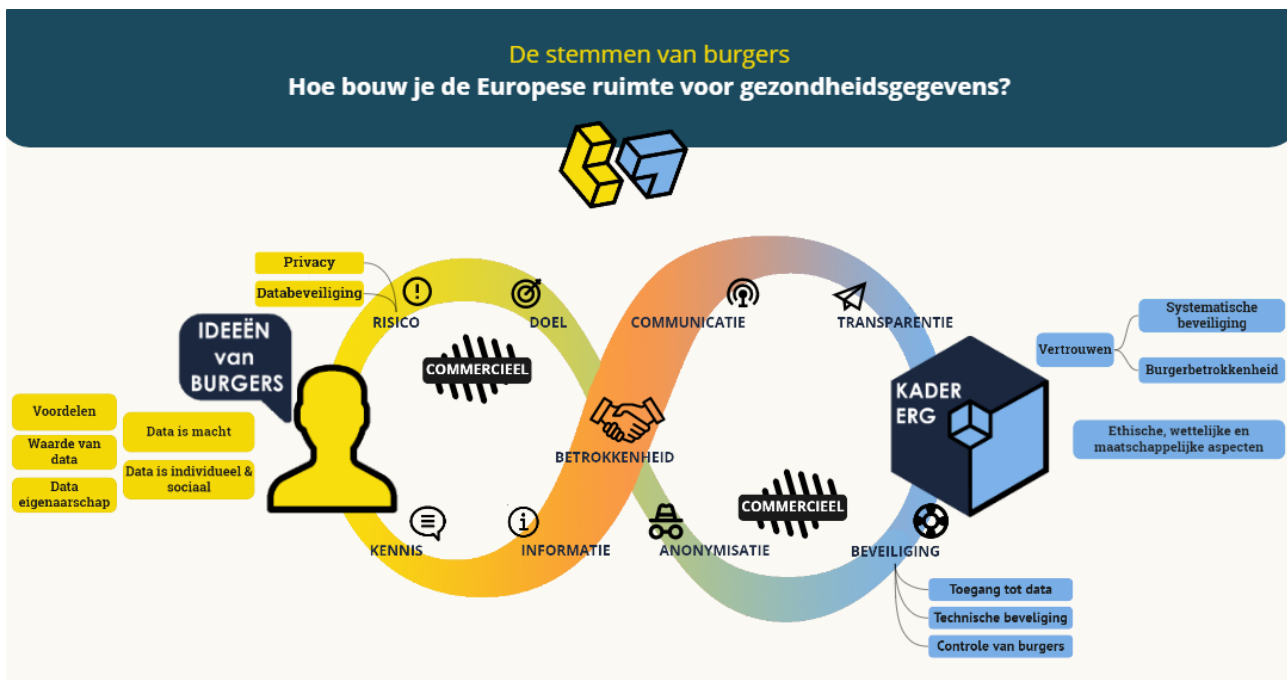 De stemmen van burgers
Hoe bouw je de Europese ruimte voor gezondheidsgegevens?
Privacy
Databeveiliging
RISICO
DOEL
COMMUNICATIE
TRANSPARENTIE
IDEEËN
van
BURGERS
COMMERCIEEL
KADER
ERG
Vertrouwen
Systematische
beveiliging
Burgerbetrokkenheid
Voordelen
Waarde van
data
Data
eigenaarschap
Data is macht
Data is individueel &
sociaal
BETROKKENHEID
Ethische, wettelijke en
maatschappelijke aspecten
COMMERCIEEL
KENNIS
INFORMATIE
ANONYMISATIE
BEVEILIGING
Toegang tot data
Technische beveliging
Controle van burgers